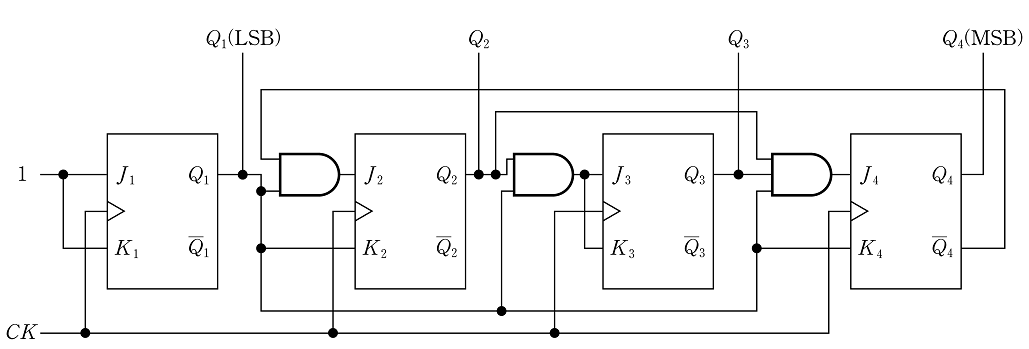 Q₁(LSB) Q₂ Q₃ Q₄(MSB)
1 J₁ Q₁ J₂ Q₂ J₃ Q₃ J₄ Q₄
K₁ Q̅₁ K₂ Q̅₂ K₃ Q̅₃ K₄ Q̅₄
CK